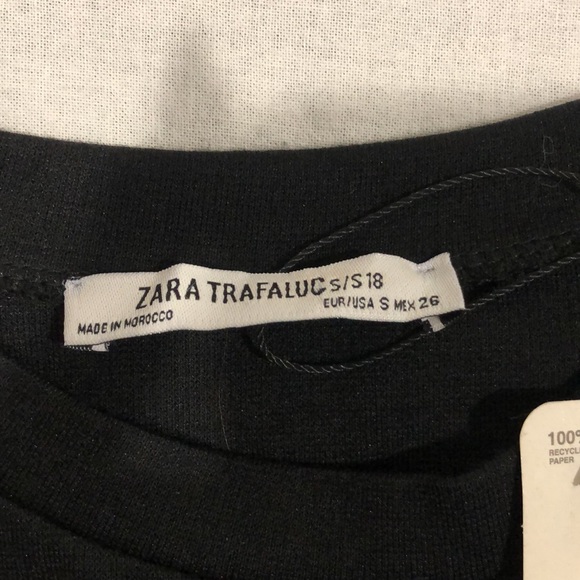 ZARA TRAFALUC S/S18
MADE IN MOROCCO
EUR/USA S MEX 26
100%
RECYCLE
PAPER